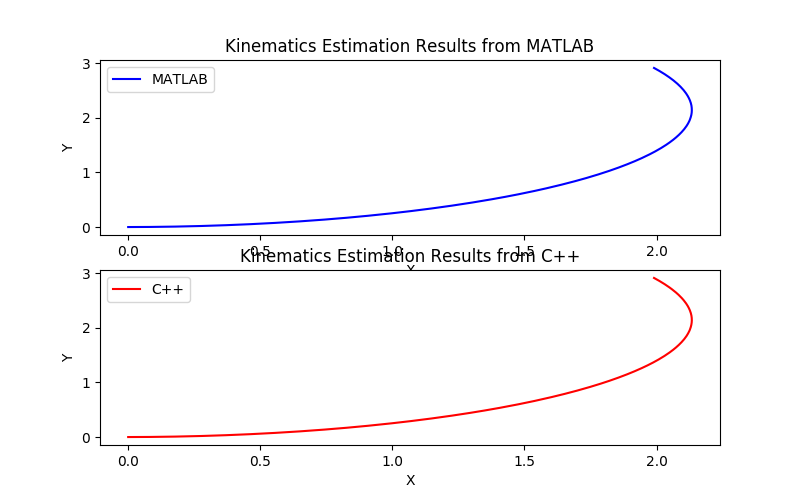 Kinematics Estimation Results from MATLAB
MATLAB
3
2
1
0
Y
0.0 0.5 1.0 1.5 2.0
X
Kinematics Estimation Results from C++
C++
3
2
1
0
Y
0.0 0.5 1.0 1.5 2.0
X